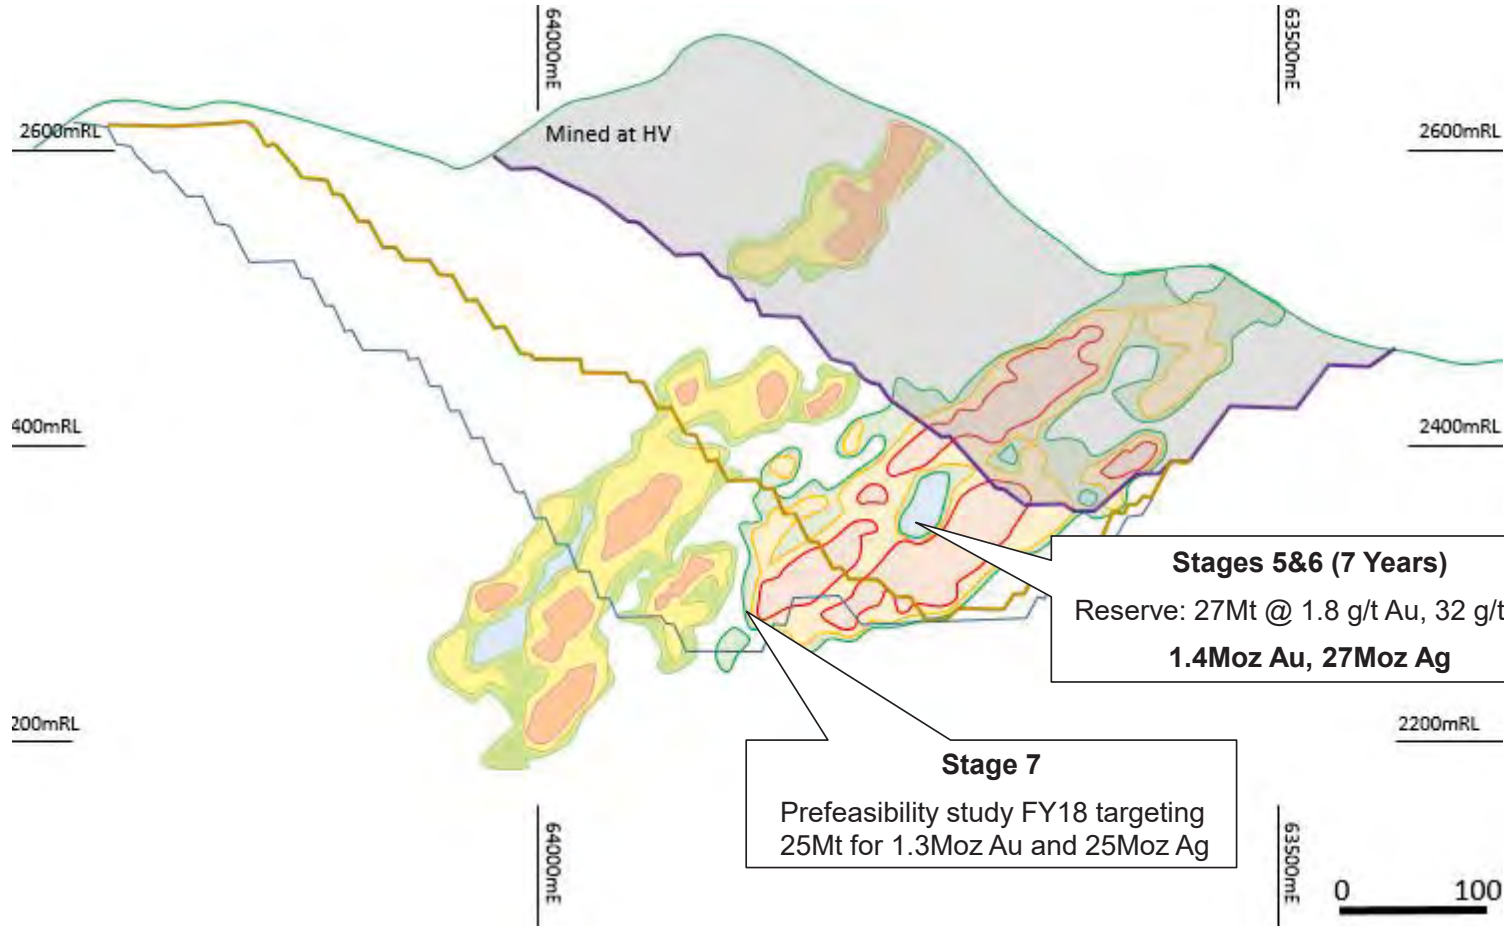 64000mE
63500mE
2600mRL
Mined at HV
2600mRL
400mRL
2400mRL
Stages 5&6 (7 Years)
Reserve: 27Mt @ 1.8 g/t Au, 32 g/t
1.4Moz Au, 27Moz Ag
200mRL
2200mRL
Stage 7
Prefeasibility study FY18 targeting
25Mt for 1.3Moz Au and 25Moz Ag
64000mE
63500mE
0 100